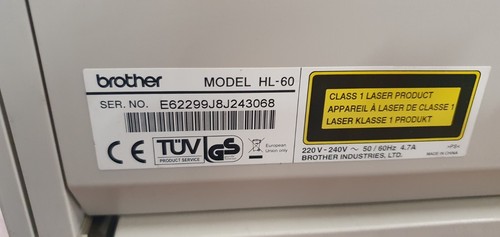 brother MODEL HL-60
SER. NO. E62299J8J243068
CE TÜV PRODUCT SERVICE GS European Union only
CLASS 1 LASER PRODUCT
APPAREIL À LASER DE CLASSE 1
LASER KLASSE 1 PRODUKT
220 V - 240V ~ 50 / 60Hz 4.7A
BROTHER INDUSTRIES, LTD. MADE IN CHINA